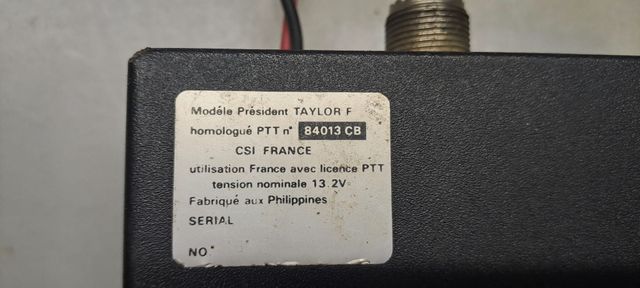 Modéle Président TAYLOR F
homologué PTT n° 84013 CB
CSI FRANCE
utilisation France avec licence PTT
tension nominale 13.2V
Fabriqué aux Philippines
SERIAL
NO.